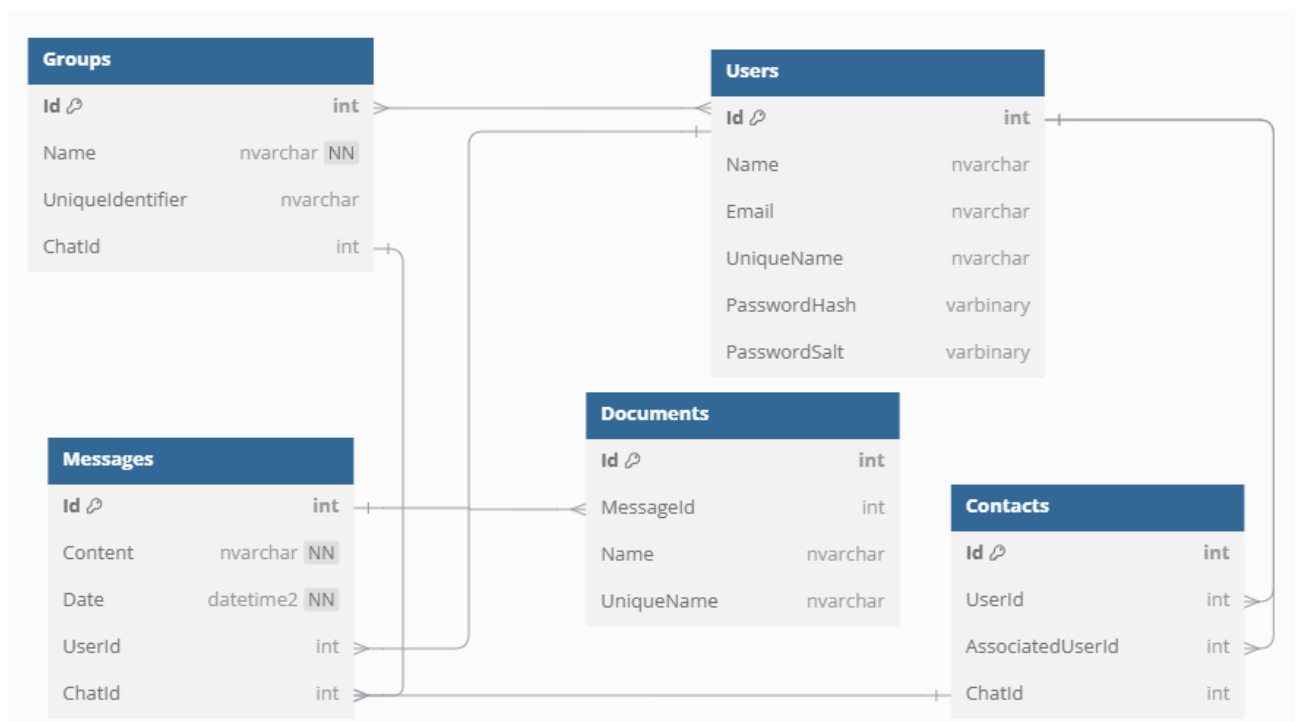 Groups
Id int
Name nvarchar NN
UniqueIdentifier nvarchar
ChatId int
Users
Id int
Name nvarchar
Email nvarchar
UniqueName nvarchar
PasswordHash varbinary
PasswordSalt varbinary
Documents
Id int
MessageId int
Name nvarchar
UniqueName nvarchar
Messages
Id int
Content nvarchar NN
Date datetime2 NN
UserId int
ChatId int
Contacts
Id int
UserId int
AssociatedUserId int
ChatId int